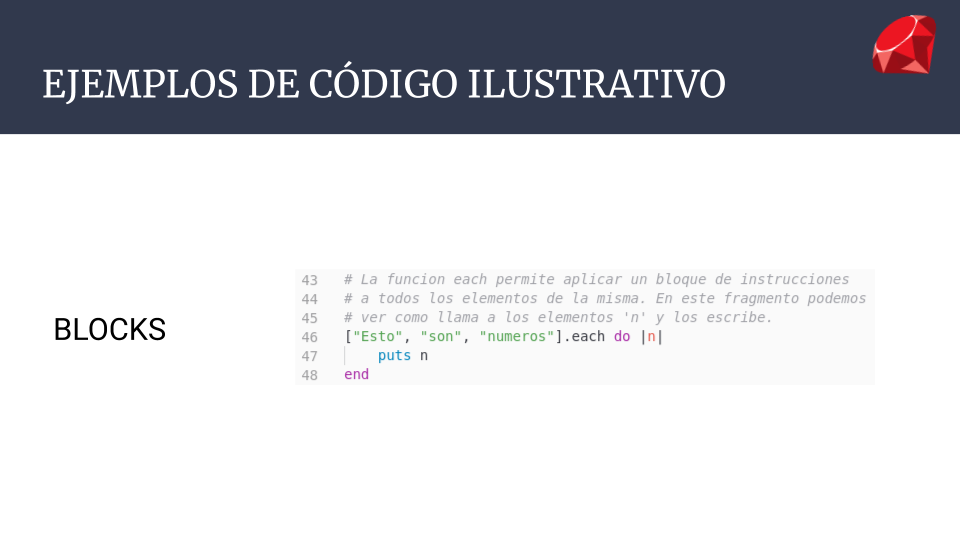 EJEMPLOS DE CÓDIGO ILUSTRATIVO
BLOCKS
43 # La funcion each permite aplicar un bloque de instrucciones
44 # a todos los elementos de la misma. En este fragmento podemos
45 # ver como llama a los elementos 'n' y los escribe.
46 ["Esto", "son", "numeros"].each do |n|
47     puts n
48 end